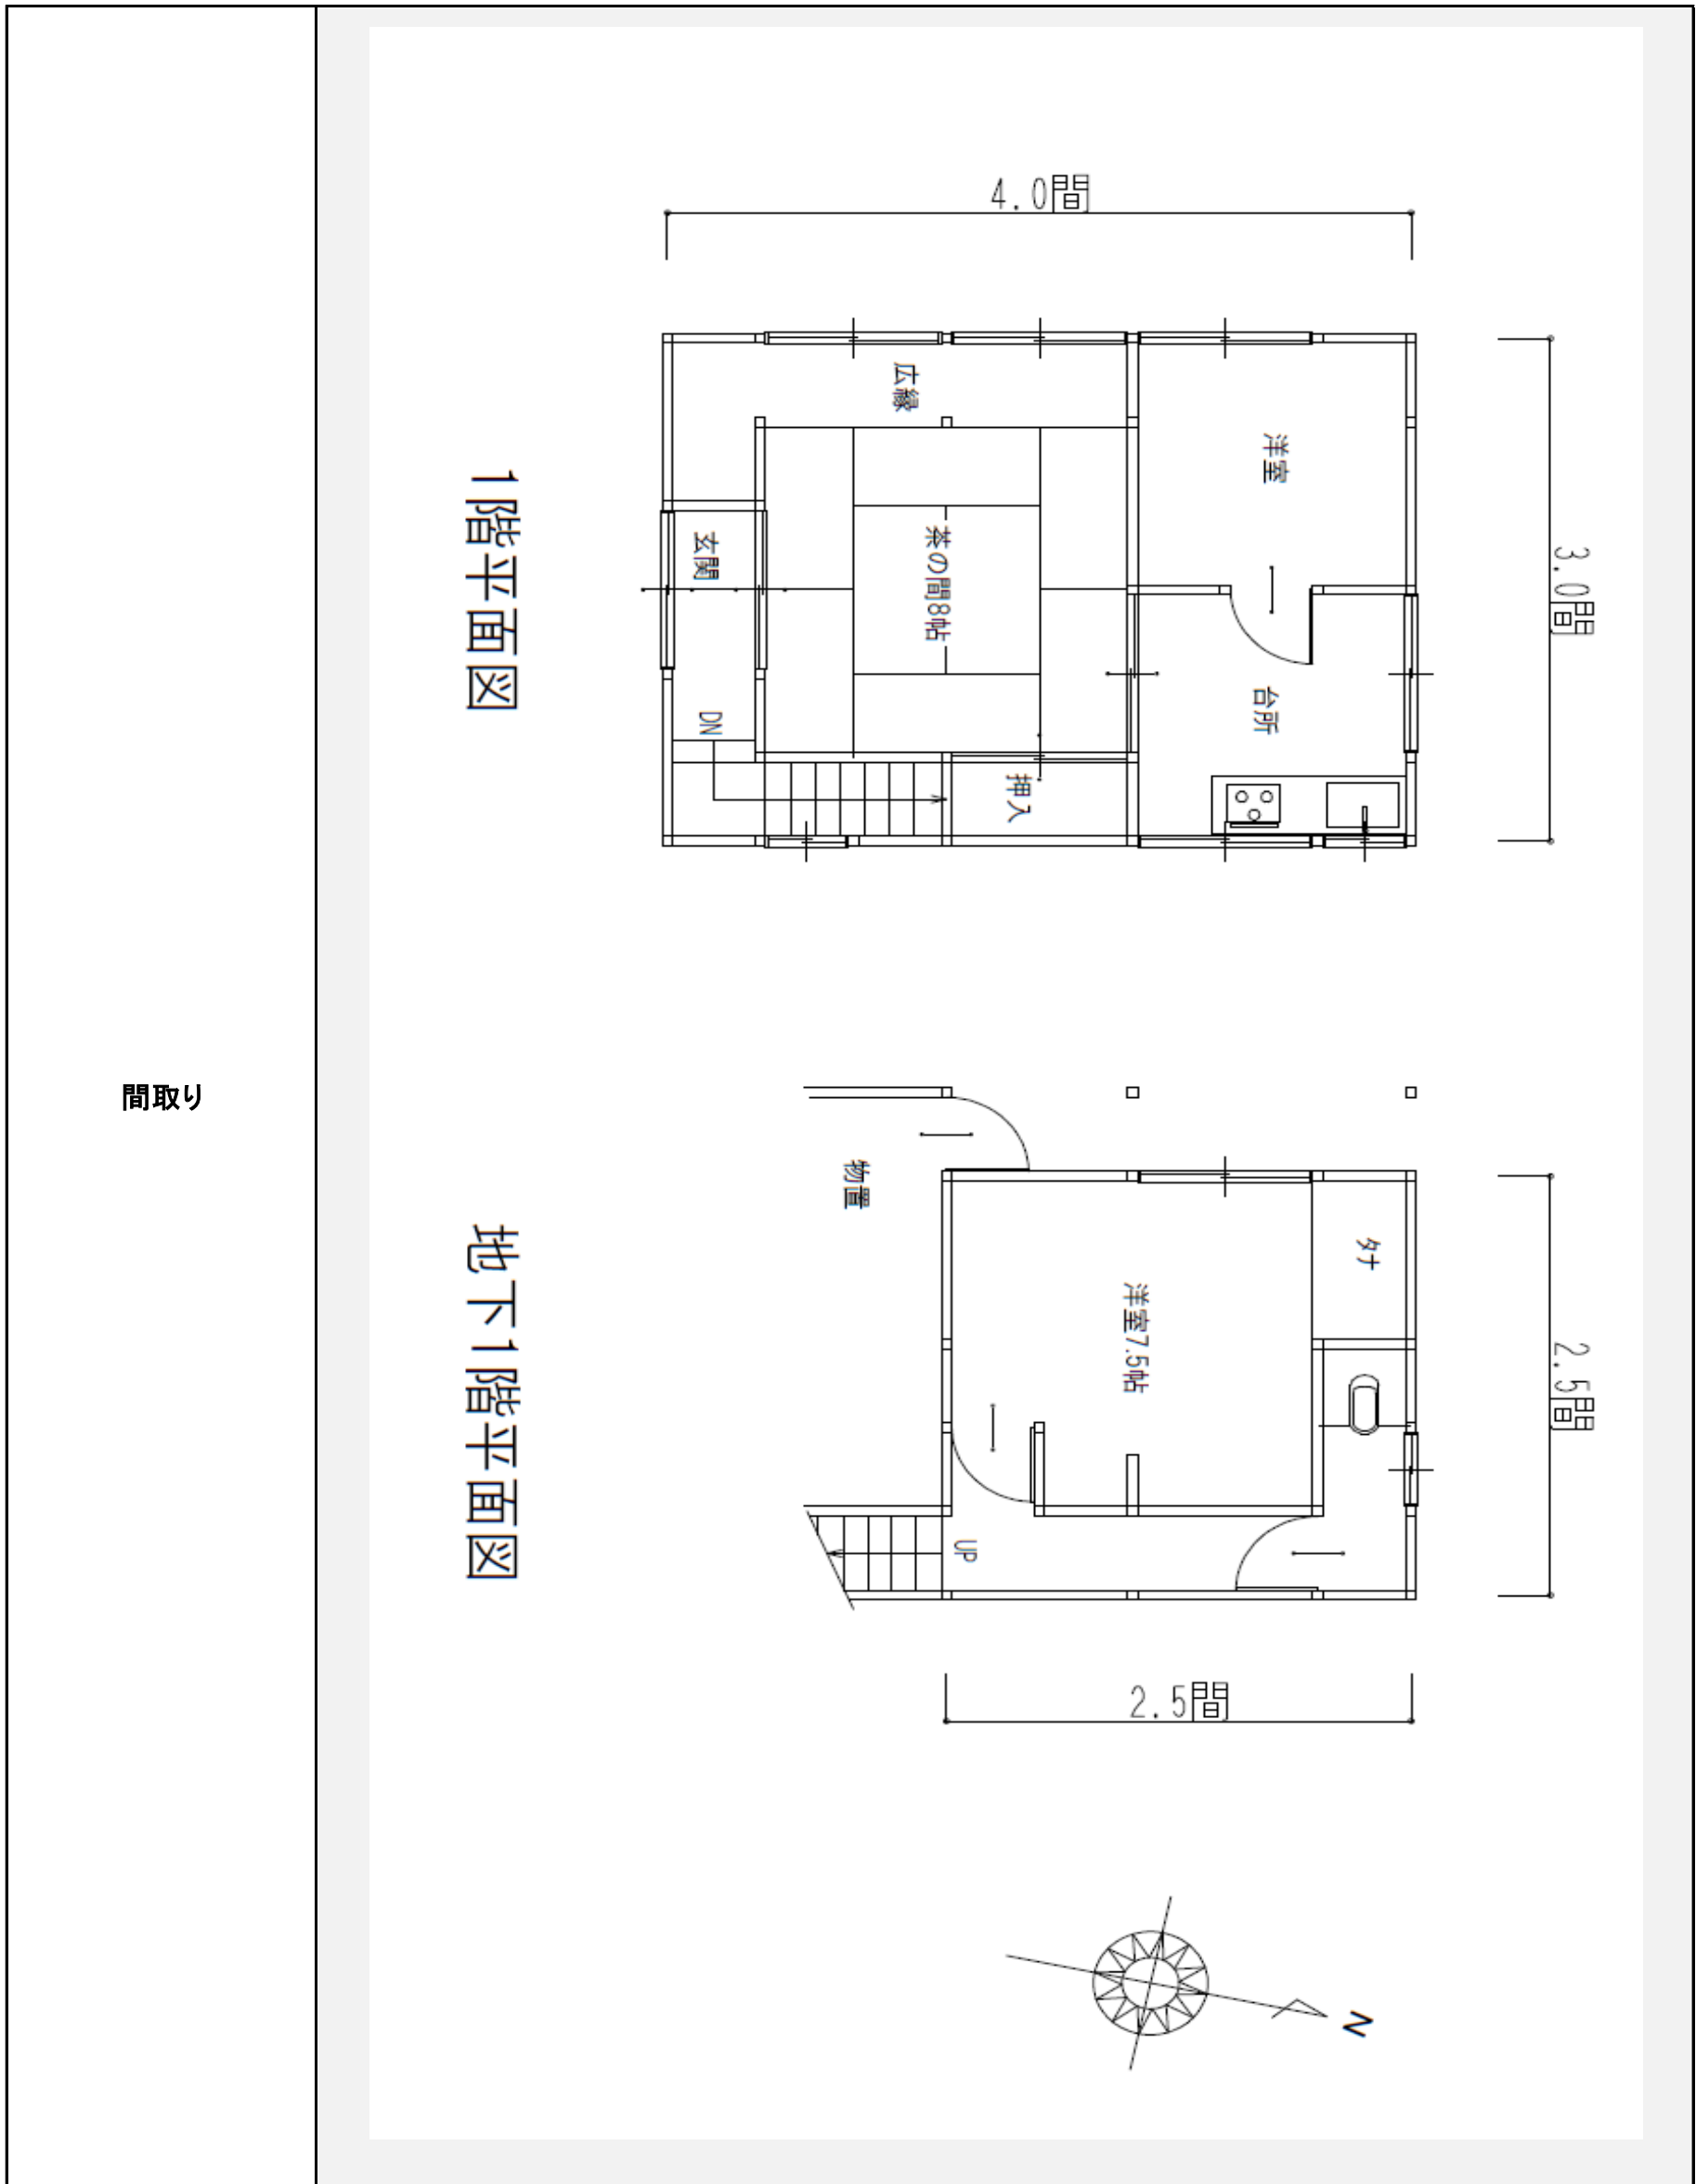 間取り
4.0間
3.0間
広縁
洋室
玄関
茶の間8帖
台所
DN
押入
1階平面図
物置
タナ
洋室7.5帖
UP
2.5間
2.5間
地下1階平面図
N